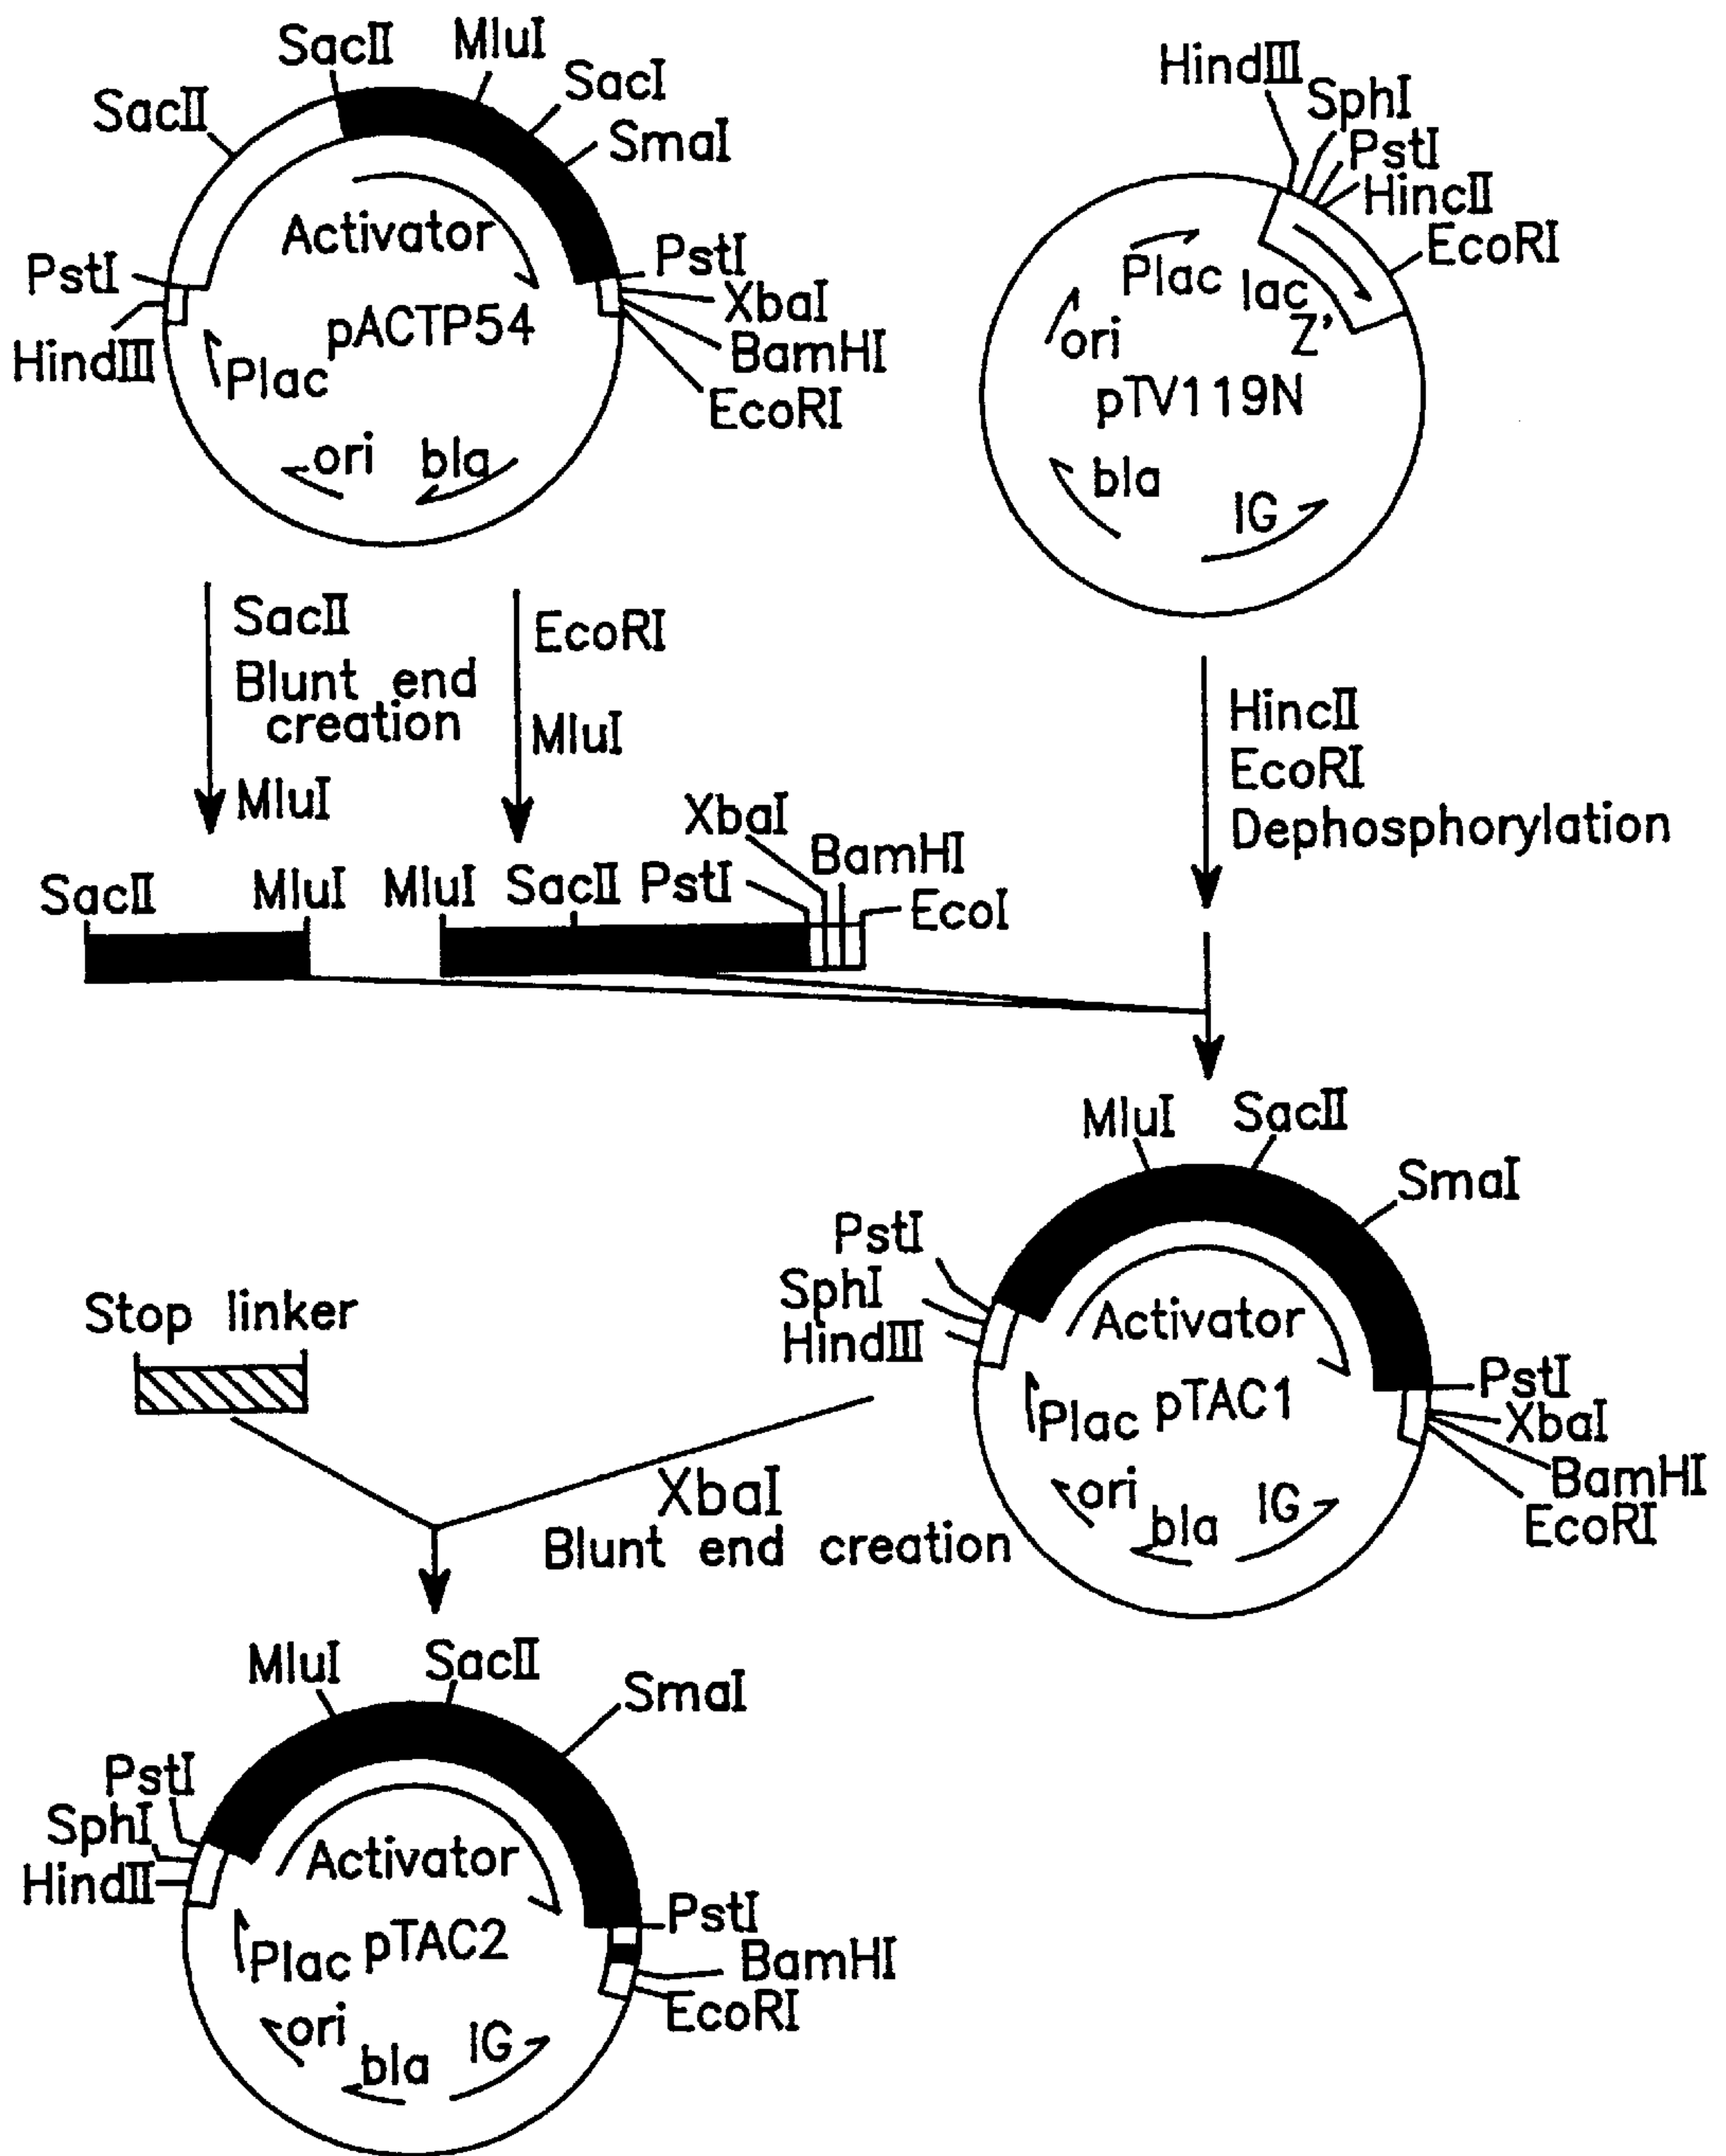 SacII
MluI
SacII
SacI
SmaI
Activator
PstI
PstI
XbaI
pACTP54
HindIII
BamHI
Plac
EcoRI
ori
bla
HindIII
SphI
PstI
HincII
EcoRI
Plac
lac
Z'
ori
pTV119N
bla
IG
SacII
Blunt end
creation
MluI
EcoRI
MluI
HincII
EcoRI
Dephosphorylation
XbaI
BamHI
SacII
MluI
MluI
SacII
PstI
EcoI
MluI
SacII
SmaI
PstI
SphI
HindIII
Activator
PstI
Plac
pTAC1
XbaI
BamHI
EcoRI
ori
bla
IG
Stop linker
XbaI
Blunt end creation
MluI
SacII
SmaI
PstI
SphI
HindII
Activator
PstI
Plac
pTAC2
BamHI
EcoRI
ori
bla
IG